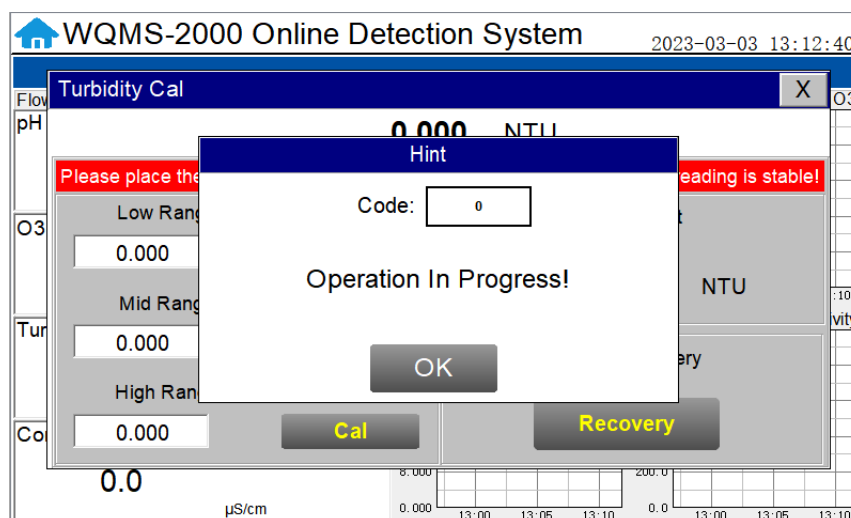 WQMS-2000 Online Detection System
2023-03-03 13:12:40
Turbidity Cal
X
Flow
O3
pH
0.000 NTU
Hint
Please place the
reading is stable!
Code: 0
Low Rang
t
O3
0.000
Operation In Progress!
NTU
:10
Mid Rang
vity
Tur
0.000
OK
ery
High Ran
Recovery
Cal
0.000
Co
0.0
8.000
200.0
µS/cm
0.000
0.0
13:00 13:05 13:10
13:00 13:05 13:10